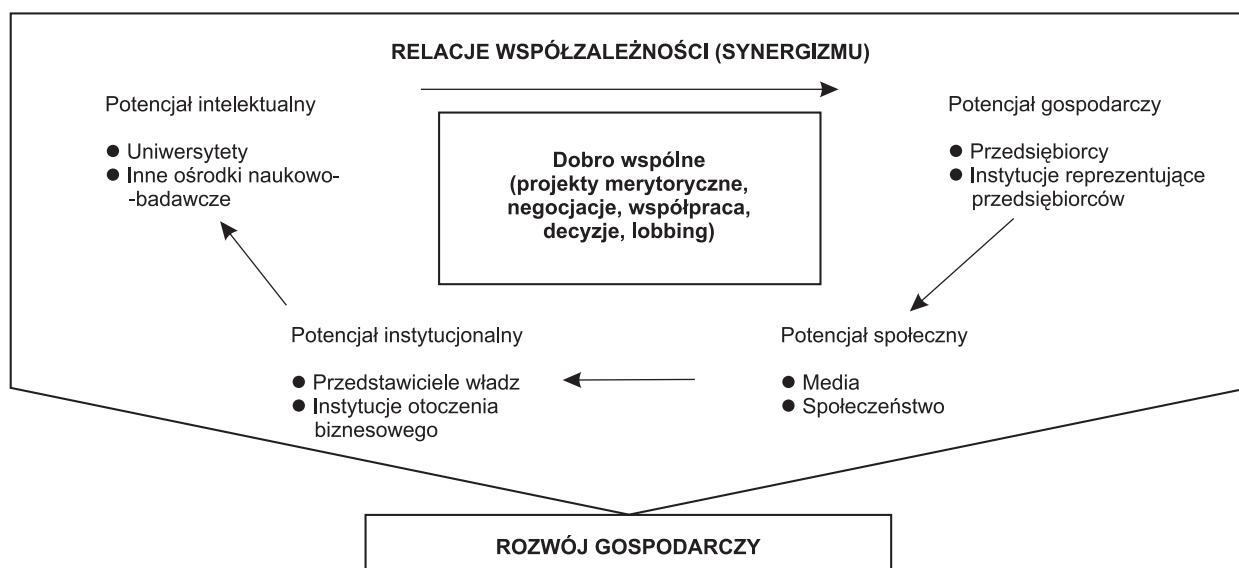 RELACJE WSPÓŁZALEŻNOŚCI (SYNERGIZMU)
Potencjał intelektualny
● Uniwersytety
● Inne ośrodki naukowo-
-badawcze
Dobro wspólne
(projekty merytoryczne,
negocjacje, współpraca,
decyzje, lobbing)
Potencjał gospodarczy
● Przedsiębiorcy
● Instytucje reprezentujące
przedsiębiorców
Potencjał instytucjonalny
● Przedstawiciele władz
● Instytucje otoczenia
biznesowego
Potencjał społeczny
● Media
● Społeczeństwo
ROZWÓJ GOSPODARCZY